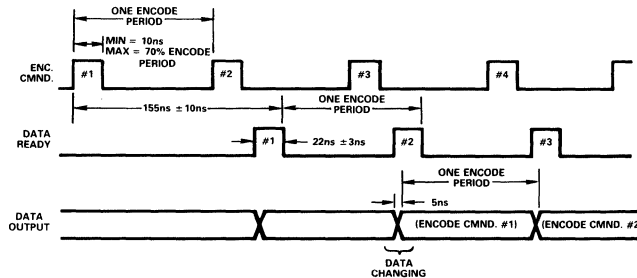 ONE ENCODE
PERIOD
MIN = 10ns
MAX = 70% ENCODE
PERIOD
ENC.
CMND.
#1
#2
#3
#4
155ns ± 10ns
ONE ENCODE
PERIOD
DATA
READY
#1
22ns ±3ns
#2
#3
ONE ENCODE
PERIOD
5ns
DATA
OUTPUT
(ENCODE CMND. #1)
(ENCODE CMND. #2
DATA
CHANGING